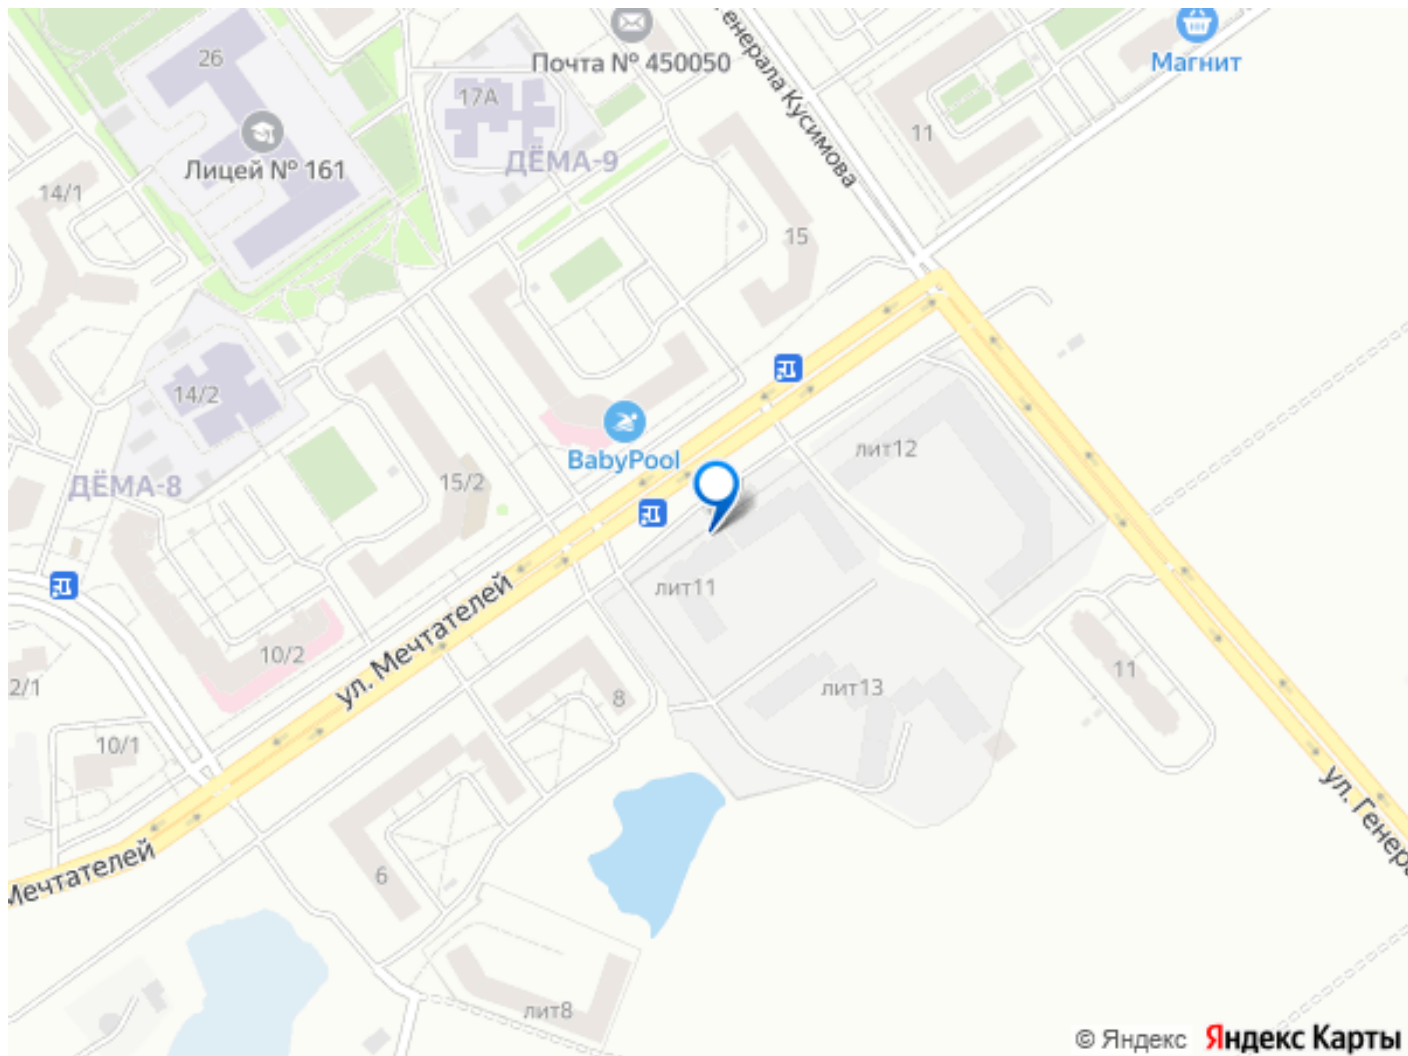 26
Почта № 450050
Магнит
17А
ул. Генерала Кусимова
11
Лицей № 161
ДЁМА-9
14/1
15
14/2
лит12
BabyPool
15/2
ДЁМА-8
лит11
ул. Мечтателей
10/2
2/1
8
лит13
11
10/1
ул. Генера
6
Мечтателей
лит8
© Яндекс Яндекс Карты